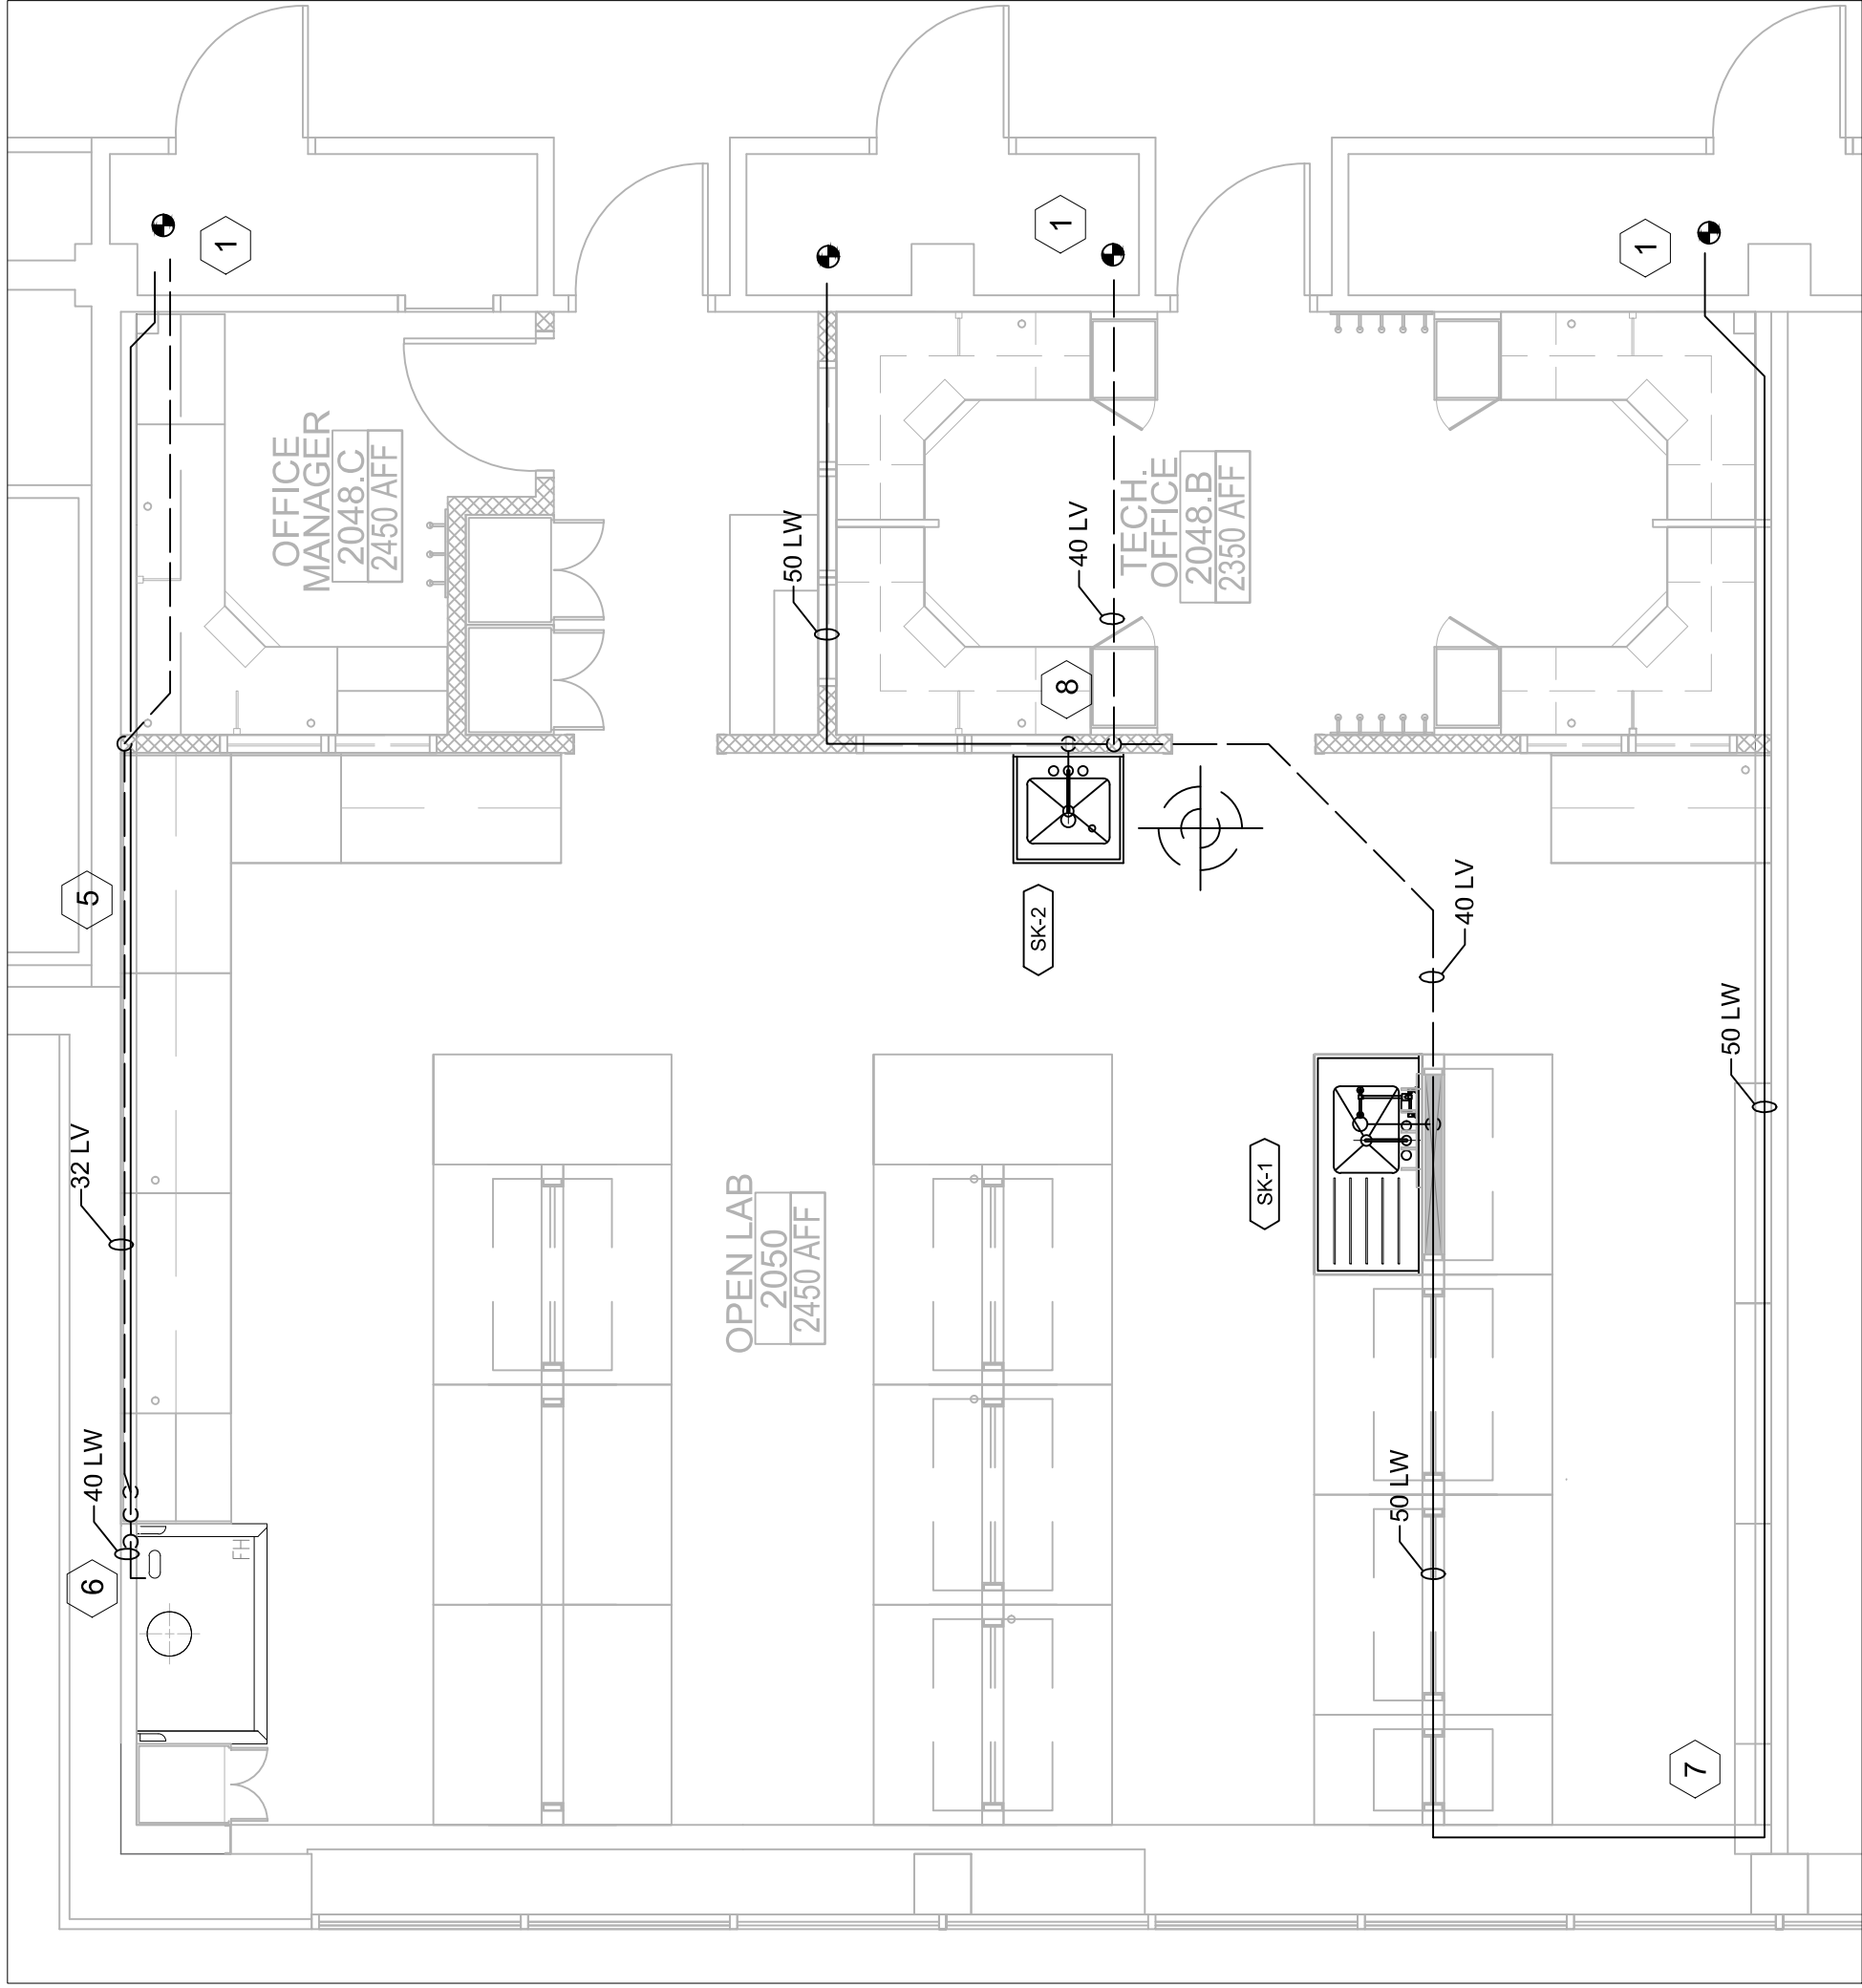 OFFICE
MANAGER
2048.C
2450 AFF
TECH.
OFFICE
2048.B
2350 AFF
OPEN LAB
2050
2450 AFF
1
1
1
5
6
7
8
SK-2
SK-1
50 LW
40 LV
40 LV
50 LW
32 LV
40 LW
50 LW
FH